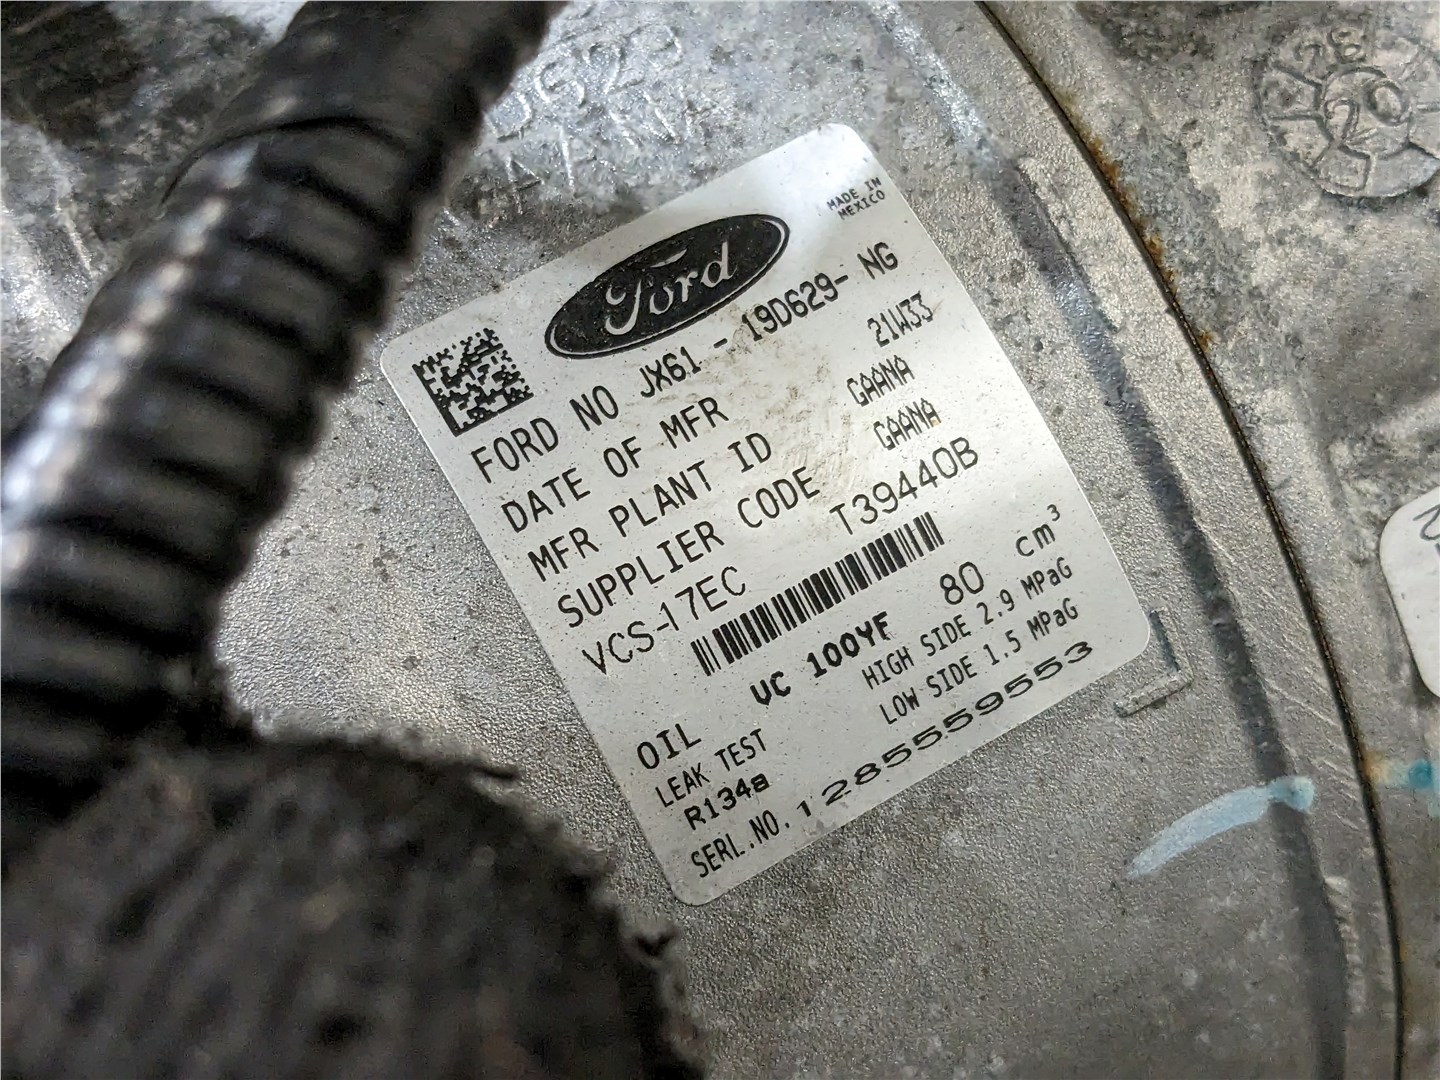 MADE IN
MEXICO
Ford
FORD NO JX61 - 19D629- NG
DATE OF MFR 21W33
MFR PLANT ID GAANA
SUPPLIER CODE GAANA
VCS-17EC T39440B
OIL VC 100YF 80 cm³
LEAK TEST HIGH SIDE 2.9 MPaG
R134a LOW SIDE 1.5 MPaG
SERL.NO. 1285559553
20